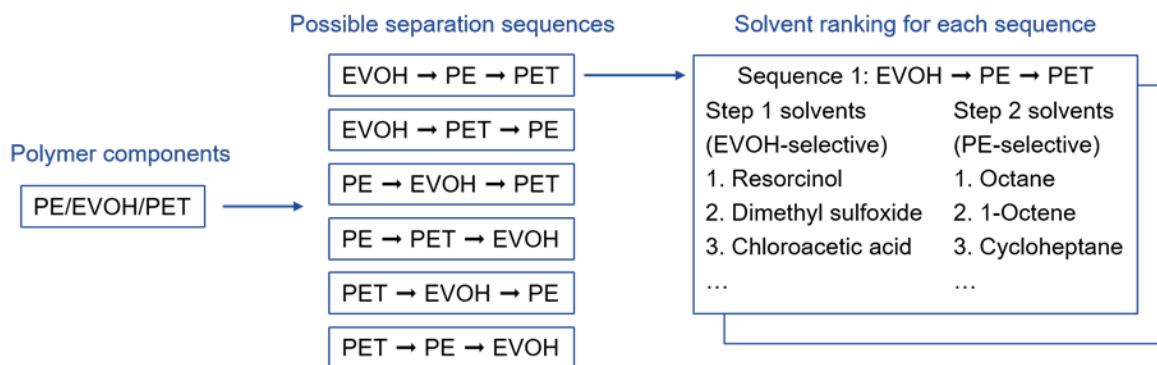 Possible separation sequences
Solvent ranking for each sequence
EVOH → PE → PET
EVOH → PET → PE
Polymer components
PE/EVOH/PET
PE → EVOH → PET
PE → PET → EVOH
PET → EVOH → PE
PET → PE → EVOH
Sequence 1: EVOH → PE → PET
Step 1 solvents
(EVOH-selective)
1. Resorcinol
2. Dimethyl sulfoxide
3. Chloroacetic acid
…
Step 2 solvents
(PE-selective)
1. Octane
2. 1-Octene
3. Cycloheptane
…